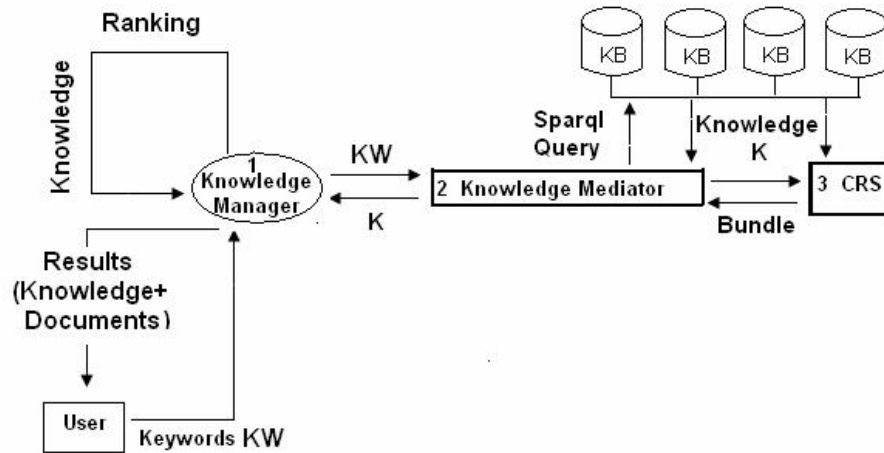 Ranking
Knowledge
1
Knowledge
Manager
KW
K
KB
KB
KB
KB
Sparql
Query
Knowledge
K
2 Knowledge Mediator
3 CRS
Bundle
Results
(Knowledge+
Documents)
User
Keywords KW